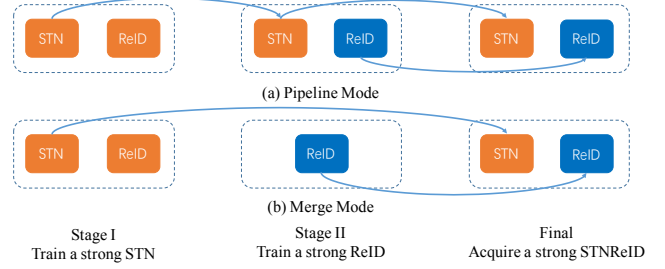 STN ReID STN ReID STN ReID
(a) Pipeline Mode
STN ReID ReID STN ReID
(b) Merge Mode
Stage I Stage II Final
Train a strong STN Train a strong ReID Acquire a strong STNReID